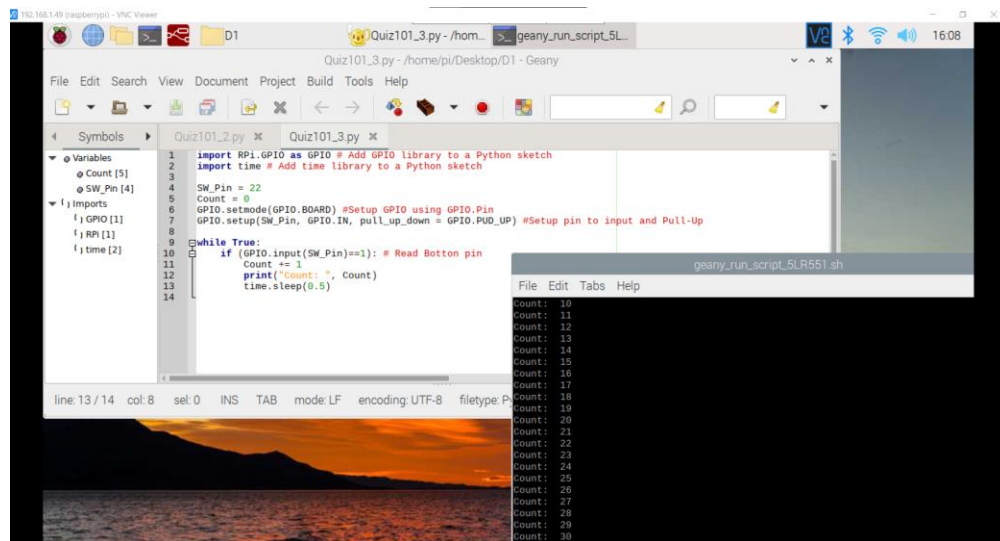 192.168.1.49 (raspberrypi) - VNC Viewer
D1
Quiz101_3.py - /hom...
geany_run_script_5L...
16:08
Quiz101_3.py - /home/pi/Desktop/D1 - Geany
File Edit Search View Document Project Build Tools Help
Symbols
Quiz101_2.py
Quiz101_3.py
Variables
Count [5]
SW_Pin [4]
Imports
GPIO [1]
RPi [1]
time [2]
1 import RPi.GPIO as GPIO # Add GPIO library to a Python sketch
2 import time # Add time library to a Python sketch
3
4 SW_Pin = 22
5 Count = 0
6 GPIO.setmode(GPIO.BOARD) #Setup GPIO using GPIO.Pin
7 GPIO.setup(SW_Pin, GPIO.IN, pull_up_down = GPIO.PUD_UP) #Setup pin to input and Pull-Up
8
9 while True:
10 if (GPIO.input(SW_Pin)==1): # Read Botton pin
11 Count += 1
12 print("Count: ", Count)
13 time.sleep(0.5)
14
line: 13 / 14 col: 8 sel: 0 INS TAB mode: LF encoding: UTF-8 filetype: P
geany_run_script_5LR551.sh
File Edit Tabs Help
Count: 10
Count: 11
Count: 12
Count: 13
Count: 14
Count: 15
Count: 16
Count: 17
Count: 18
Count: 19
Count: 20
Count: 21
Count: 22
Count: 23
Count: 24
Count: 25
Count: 26
Count: 27
Count: 28
Count: 29
Count: 30